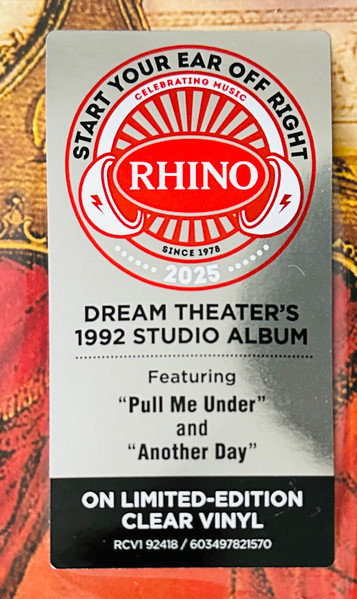 START YOUR EAR OFF RIGHT
CELEBRATING MUSIC
RHINO
SINCE 1978
2025
DREAM THEATER'S
1992 STUDIO ALBUM
Featuring
"Pull Me Under"
and
"Another Day"
ON LIMITED-EDITION
CLEAR VINYL
RCV1 92418 / 603497821570